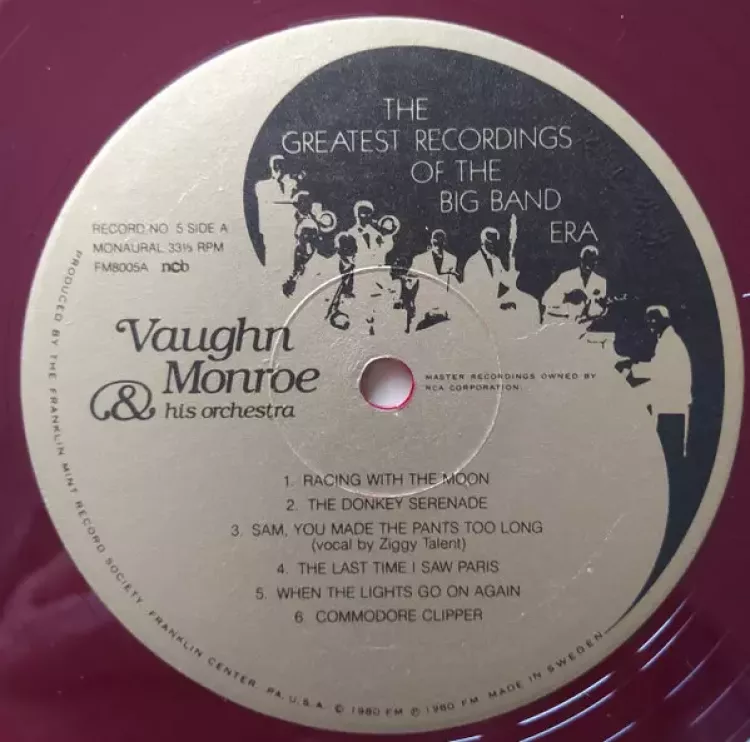 THE
GREATEST RECORDINGS
OF THE
BIG BAND
ERA
RECORD NO. 5 SIDE A
MONAURAL 33⅓ RPM
FM8005A ncb
Vaughn
Monroe
& his orchestra
MASTER RECORDINGS OWNED BY
RCA CORPORATION
1. RACING WITH THE MOON
2. THE DONKEY SERENADE
3. SAM, YOU MADE THE PANTS TOO LONG
(vocal by Ziggy Talent)
4. THE LAST TIME I SAW PARIS
5. WHEN THE LIGHTS GO ON AGAIN
6. COMMODORE CLIPPER
PRODUCED BY THE FRANKLIN MINT RECORD SOCIETY, FRANKLIN CENTER, PA, U.S.A. © 1980 FM ℗ 1980 FM MADE IN SWEDEN